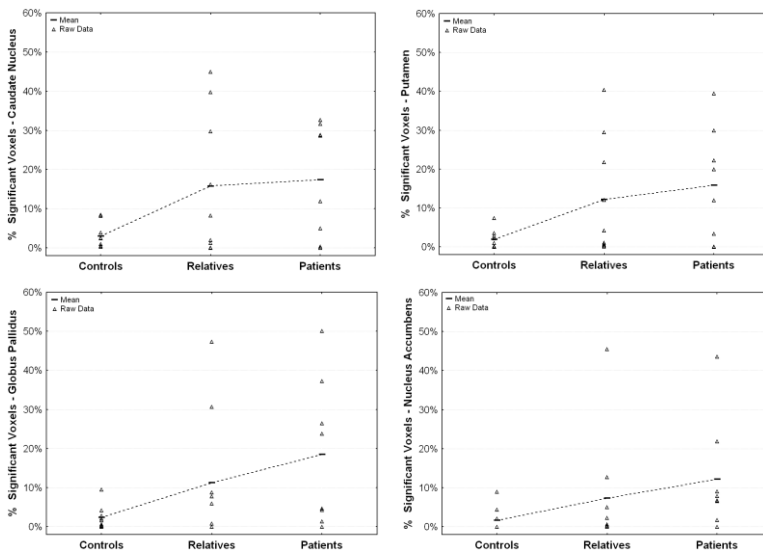 % Significant Voxels - Caudate Nucleus
60%
50%
40%
30%
20%
10%
0%
Mean
Raw Data
Controls Relatives Patients
% Significant Voxels - Putamen
60%
50%
40%
30%
20%
10%
0%
Mean
Raw Data
Controls Relatives Patients
% Significant Voxels - Globus Pallidus
60%
50%
40%
30%
20%
10%
0%
Mean
Raw Data
Controls Relatives Patients
% Significant Voxels - Nucleus Accumbens
60%
50%
40%
30%
20%
10%
0%
Mean
Raw Data
Controls Relatives Patients